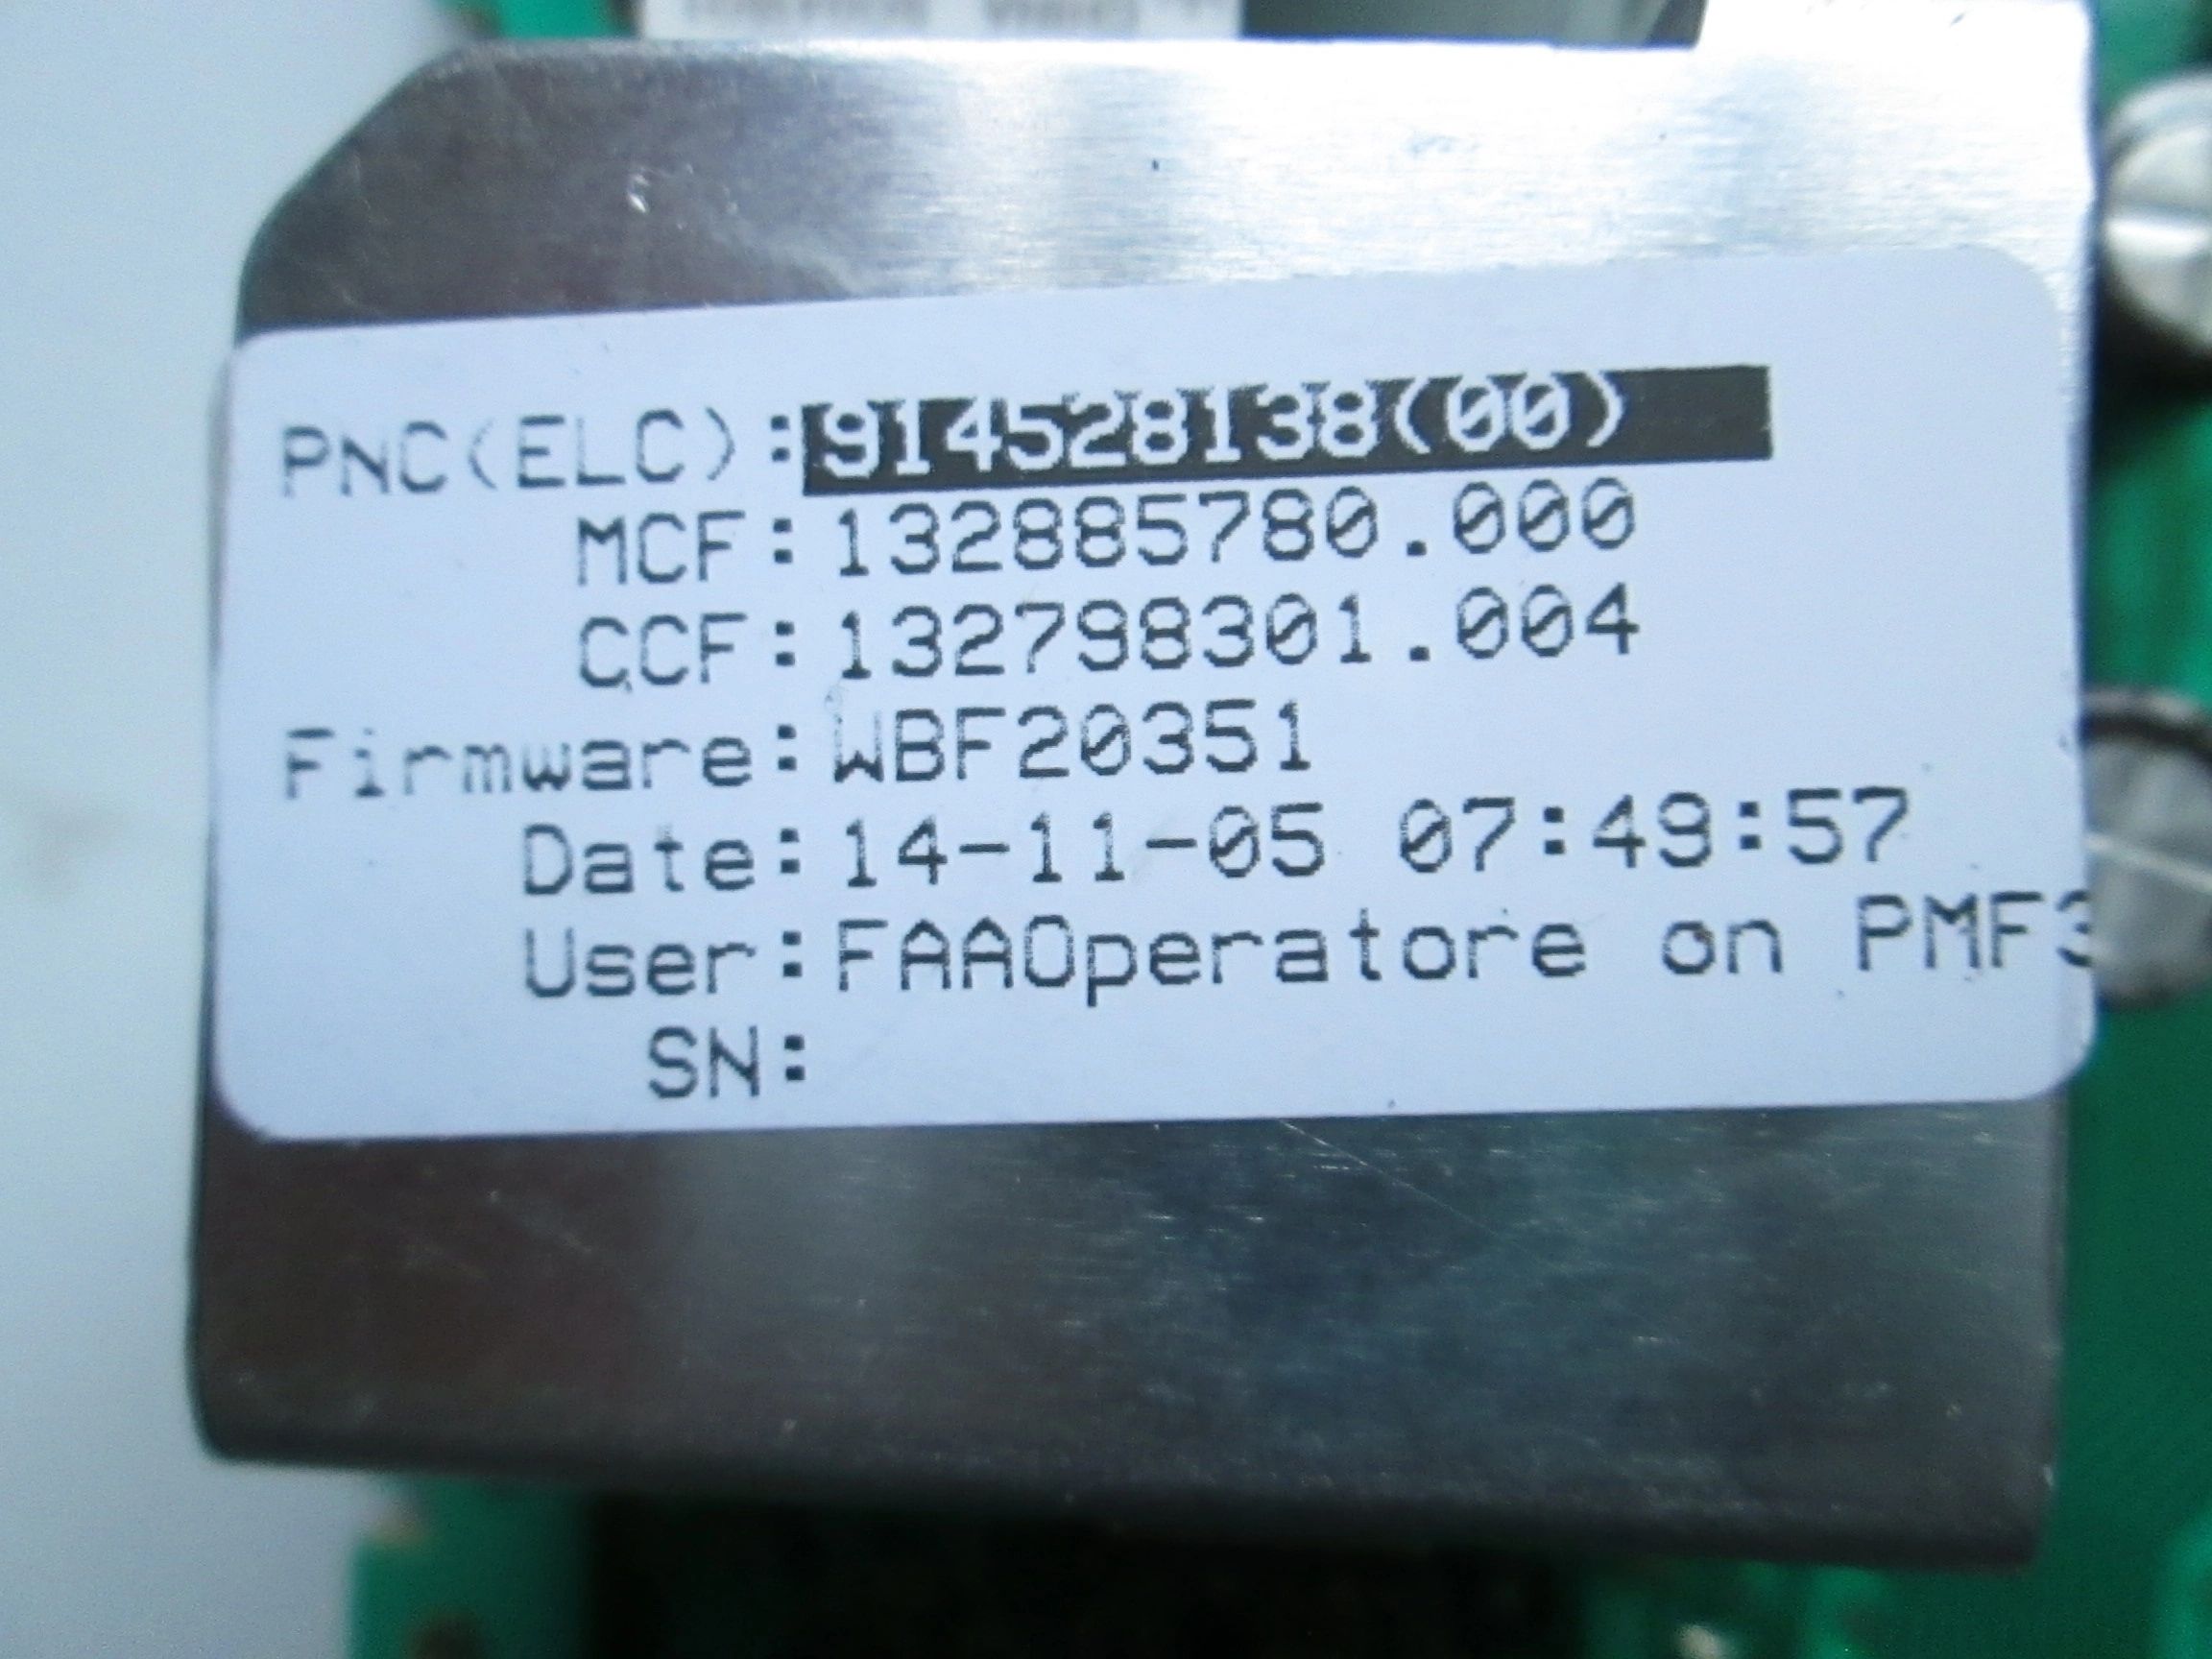 PNC(ELC):914528138(00)
MCF:132885780.000
CCF:132798301.004
Firmware:WBF20351
Date:14-11-05 07:49:57
User:FAAOperatore on PMF3
SN: